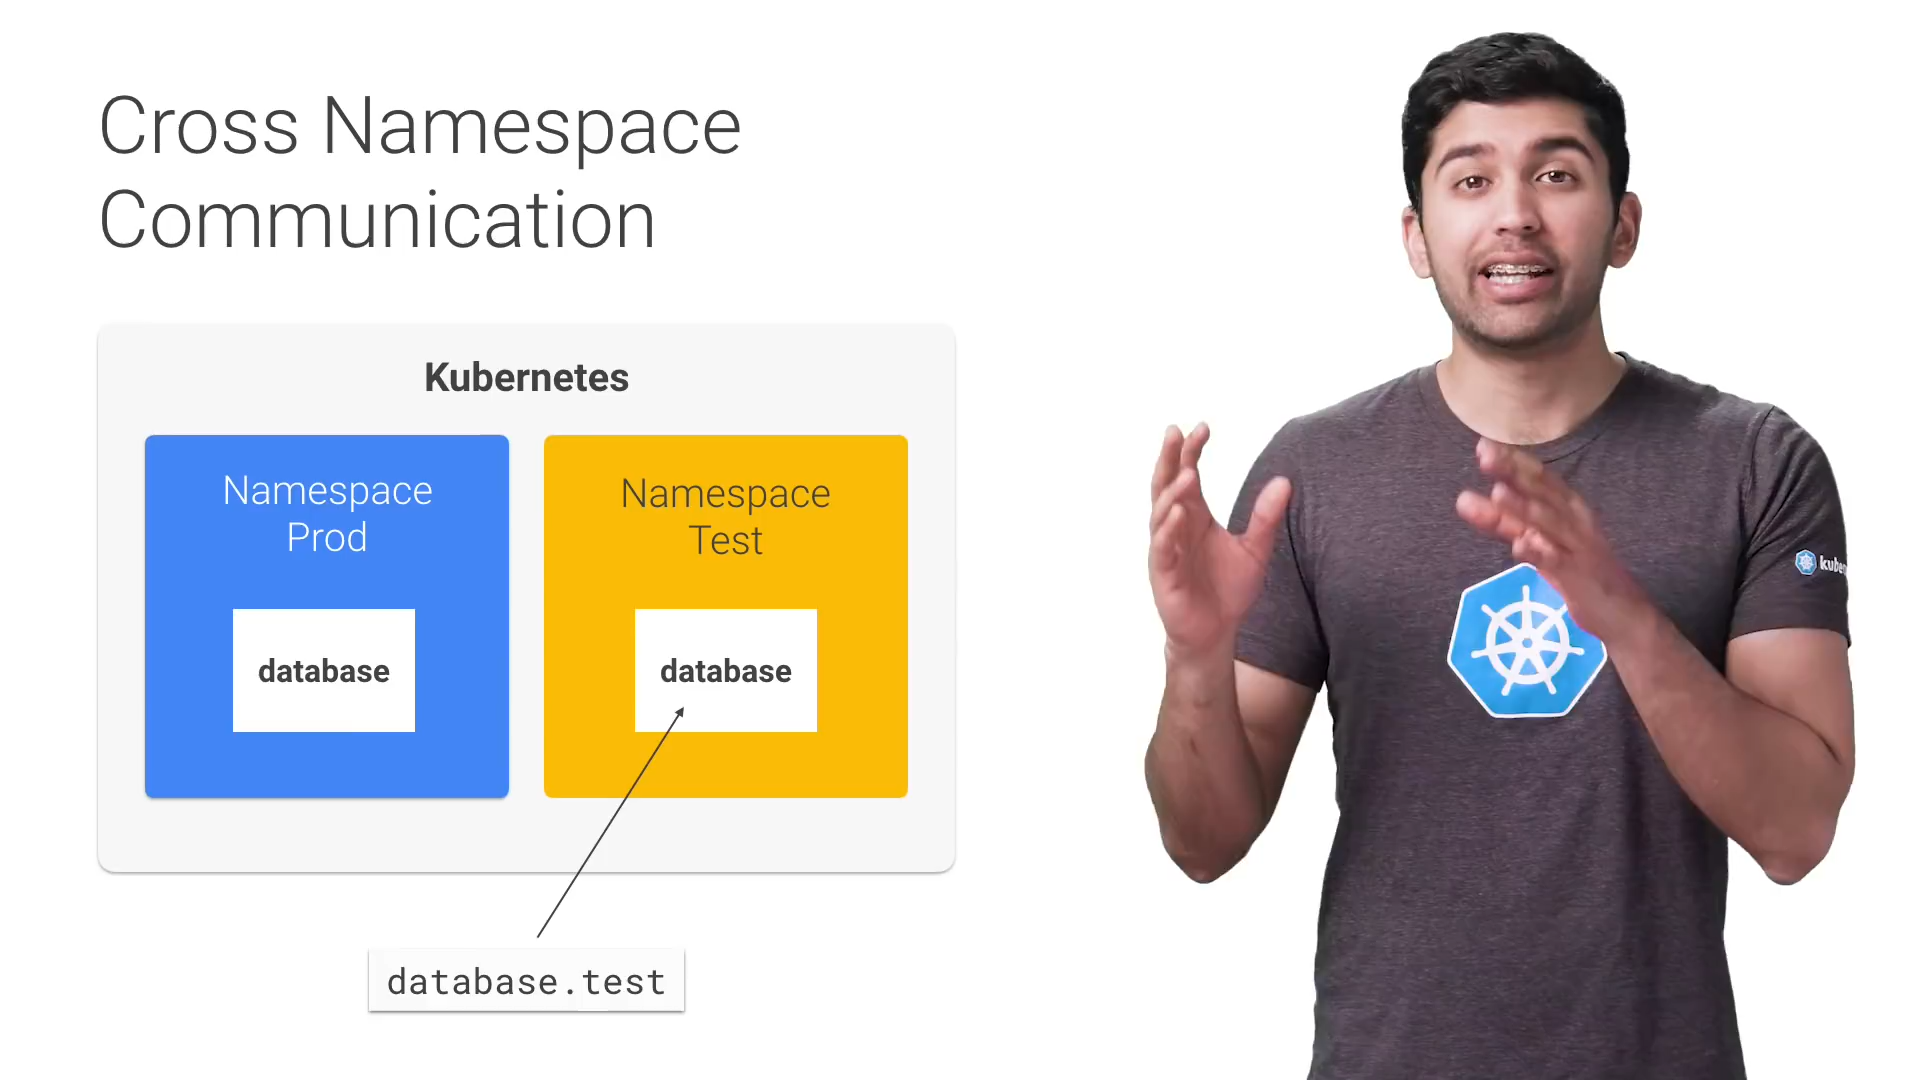 Cross Namespace
Communication
Kubernetes
Namespace
Prod
Namespace
Test
database
database
database.test